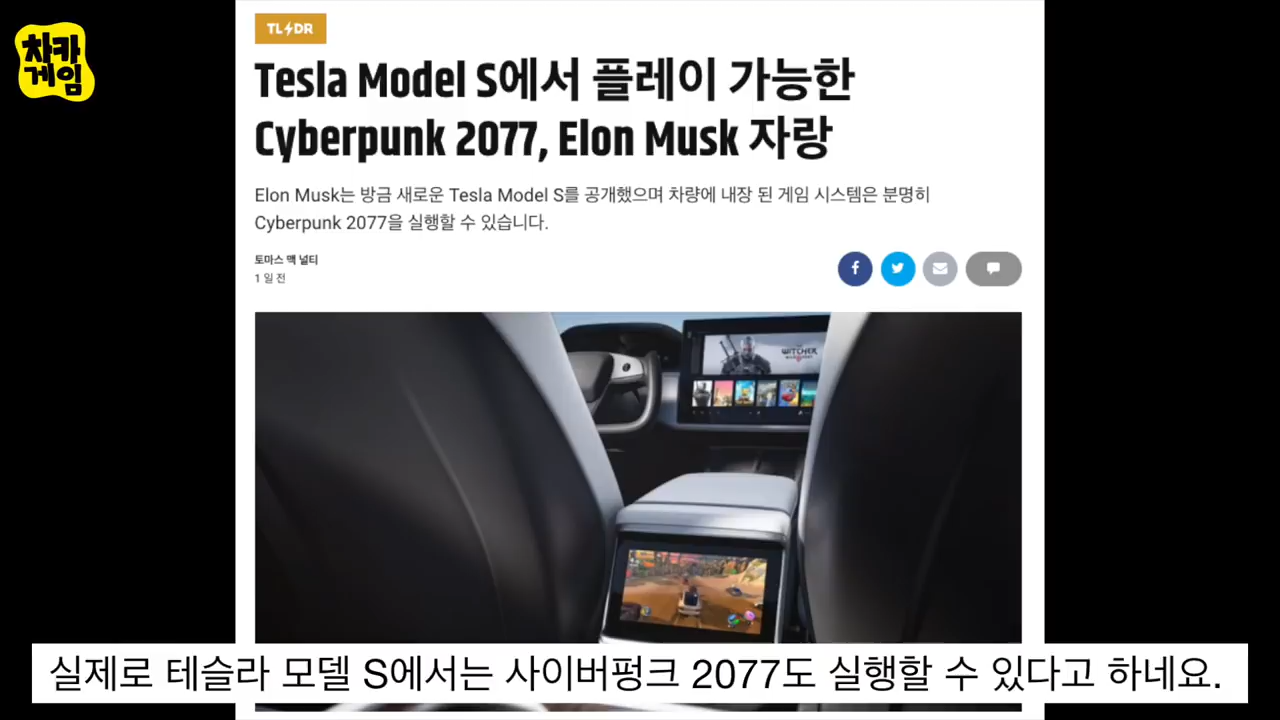 차카
게임
TL⚡DR
Tesla Model S에서 플레이 가능한
Cyberpunk 2077, Elon Musk 자랑
Elon Musk는 방금 새로운 Tesla Model S를 공개했으며 차량에 내장 된 게임 시스템은 분명히
Cyberpunk 2077을 실행할 수 있습니다.
토마스 맥 널티
1 일 전
WITCHER
실제로 테슬라 모델 S에서는 사이버펑크 2077도 실행할 수 있다고 하네요.